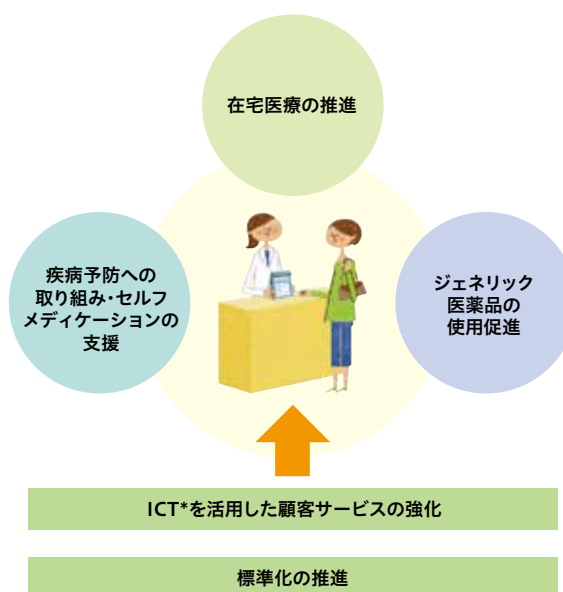 在宅医療の推進
疾病予防への
取り組み・セルフ
メディケーションの
支援
ジェネリック
医薬品の
使用促進
ICT*を活用した顧客サービスの強化
標準化の推進